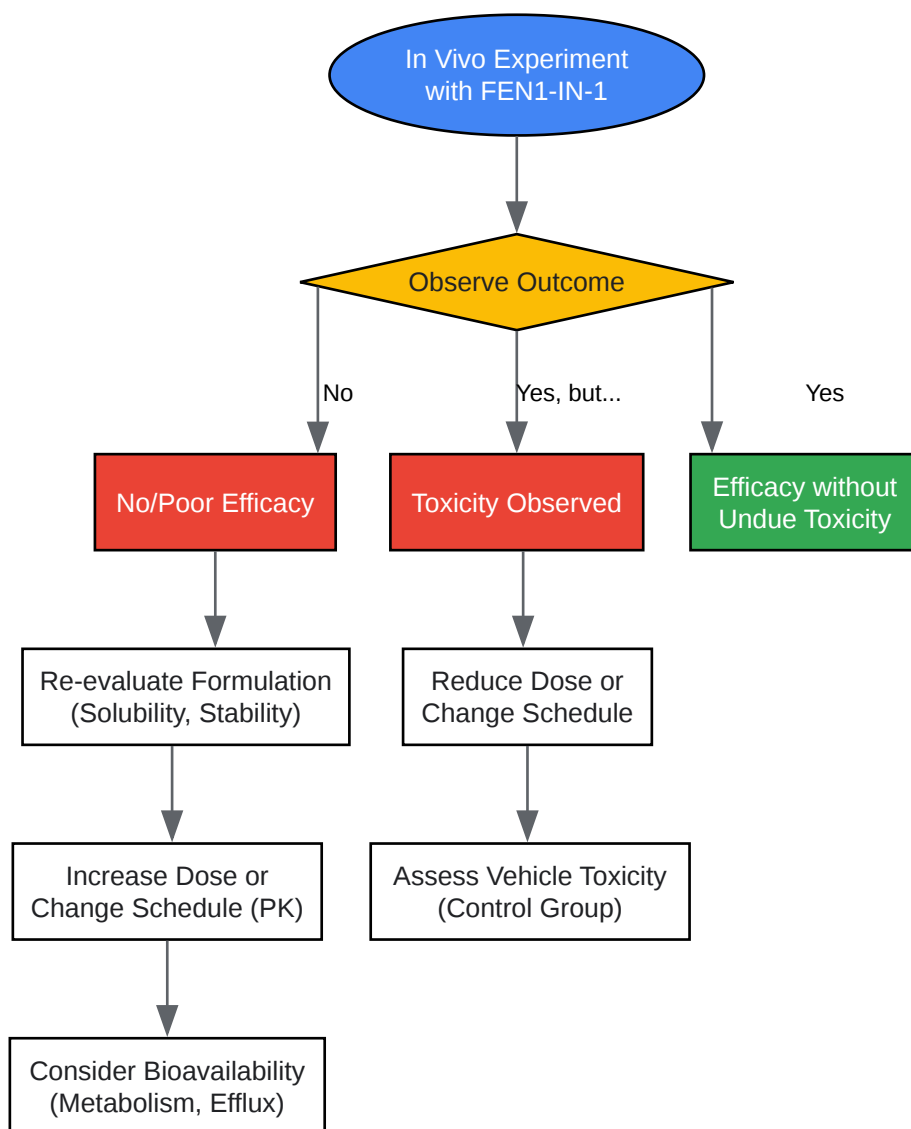 In Vivo Experiment
with FEN1-IN-1
Observe Outcome
No
Yes, but...
Yes
No/Poor Efficacy
Toxicity Observed
Efficacy without
Undue Toxicity
Re-evaluate Formulation
(Solubility, Stability)
Reduce Dose or
Change Schedule
Increase Dose or
Change Schedule (PK)
Assess Vehicle Toxicity
(Control Group)
Consider Bioavailability
(Metabolism, Efflux)